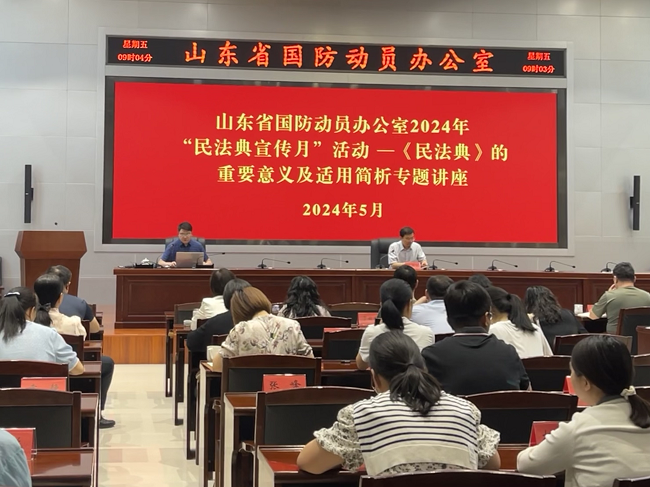 星期五
09时04分
山东省国防动员办公室
星期五
09时03分
山东省国防动员办公室2024年
“民法典宣传月”活动 —《民法典》的
重要意义及适用简析专题讲座
2024年5月